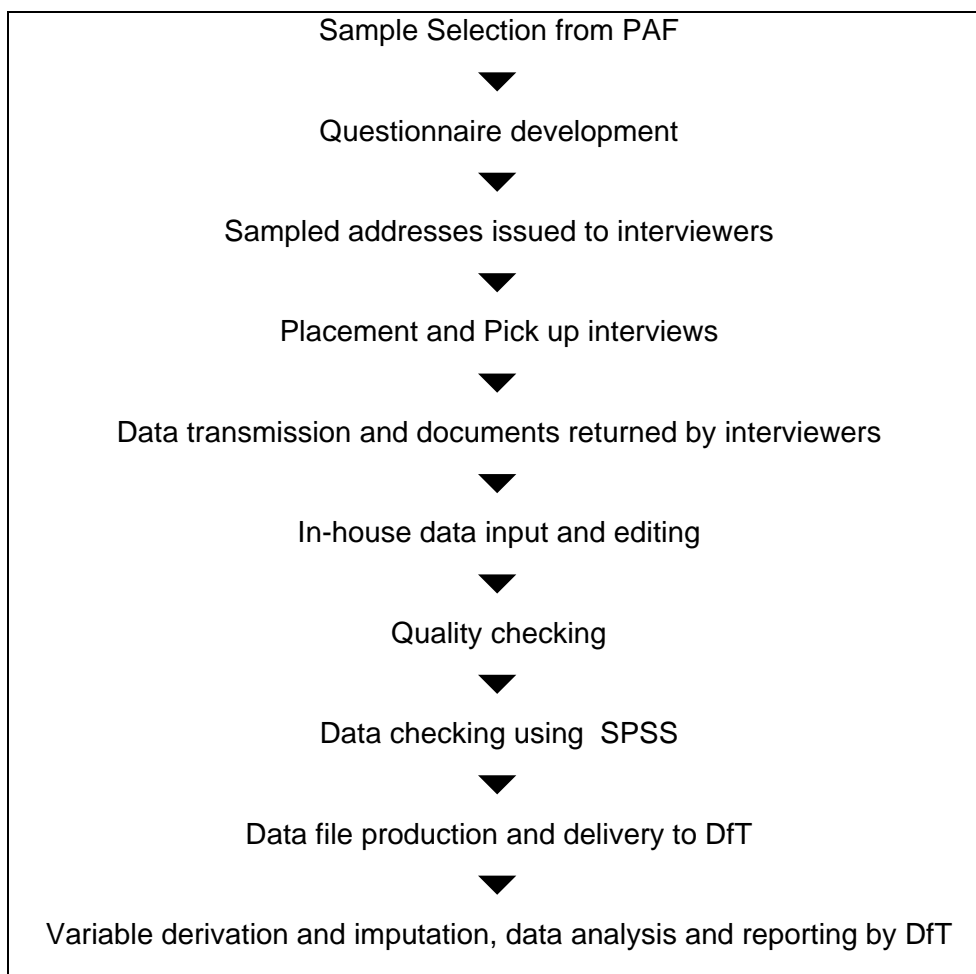 Sample Selection from PAF
Questionnaire development
Sampled addresses issued to interviewers
Placement and Pick up interviews
Data transmission and documents returned by interviewers
In-house data input and editing
Quality checking
Data checking using SPSS
Data file production and delivery to DfT
Variable derivation and imputation, data analysis and reporting by DfT